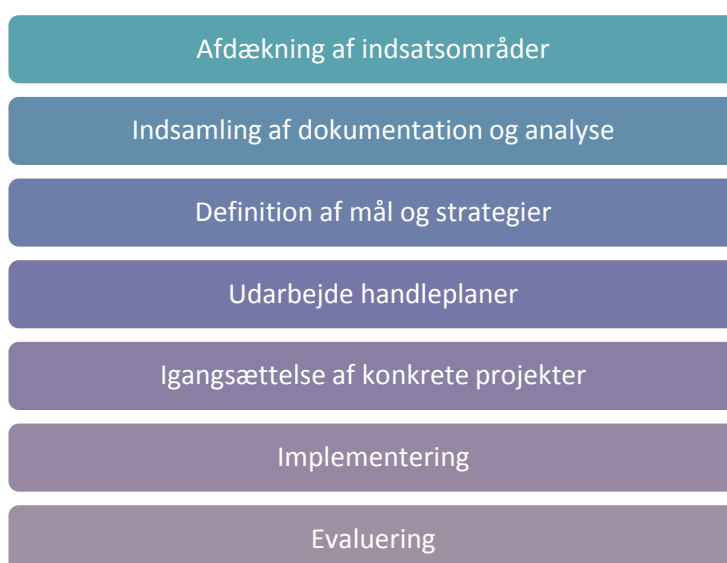 Afdækning af indsatsområder
Indsamling af dokumentation og analyse
Definition af mål og strategier
Udarbejde handleplaner
Igangsættelse af konkrete projekter
Implementering
Evaluering